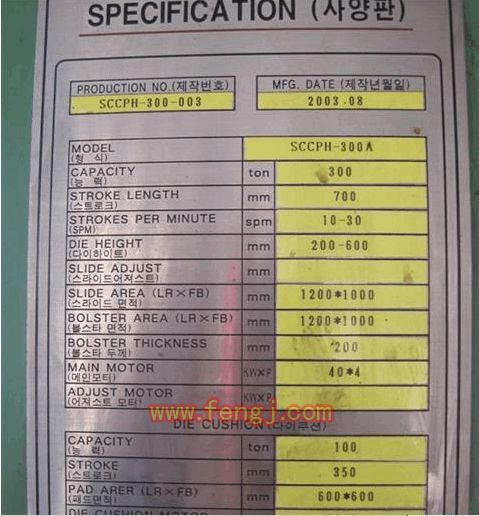 SPECIFICATION (사양판)
PRODUCTION NO.(제작번호) MFG. DATE (제작년월일)
SCCPH-300-003 2003.08
MODEL SCCPH-300A
(형 식)
CAPACITY ton 300
(능 력)
STROKE LENGTH mm 700
(스트로크)
STROKES PER MINUTE spm 10-30
(SPM)
DIE HEIGHT mm 200-600
(다이하이트)
SLIDE ADJUST mm
(스라이드어져스트)
SLIDE AREA (LR×FB) mm 1200*1000
(스라이드 면적)
BOLSTER AREA (LR×FB) mm 1200*1000
(볼스타 면적)
BOLSTER THICKNESS mm 200
(볼스타 두께)
MAIN MOTOR KW×P 40*4
(메인모터)
ADJUST MOTOR KW×P
(어져스트 모터)
www.fengj.com
DIE CUSHION (다이쿠션)
CAPACITY ton 100
(능 력)
STROKE mm 350
(스트로크)
PAD ARER (LR×FB) mm 600*600
(패드면적)
DIE CUSHION MOTOR